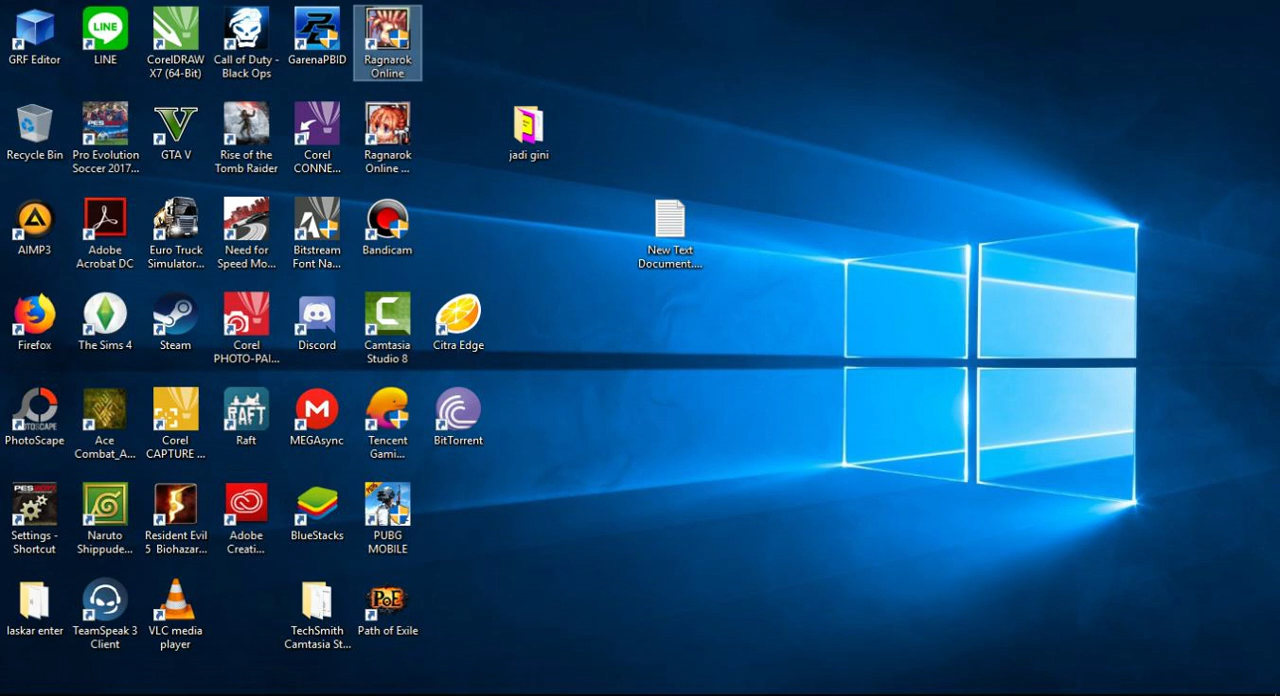 GRF Editor
LINE
CorelDRAW
X7 (64-Bit)
Call of Duty -
Black Ops
GarenaPBID
Ragnarok
Online
Recycle Bin
Pro Evolution
Soccer 2017...
GTA V
Rise of the
Tomb Raider
Corel
CONNE...
Ragnarok
Online ...
jadi gini
AIMP3
Adobe
Acrobat DC
Euro Truck
Simulator...
Need for
Speed Mo...
Bitstream
Font Na...
Bandicam
New Text
Document....
Firefox
The Sims 4
Steam
Corel
PHOTO-PAI...
Discord
Camtasia
Studio 8
Citra Edge
PhotoScape
Ace
Combat_A...
Corel
CAPTURE ...
RAFT
Raft
MEGAsync
Tencent
Gami...
BitTorrent
Settings -
Shortcut
Naruto
Shippude...
Resident Evil
5 Biohazar...
Adobe
Creati...
BlueStacks
PUBG
MOBILE
laskar enter
TeamSpeak 3
Client
VLC media
player
TechSmith
Camtasia St...
PoE
Path of Exile